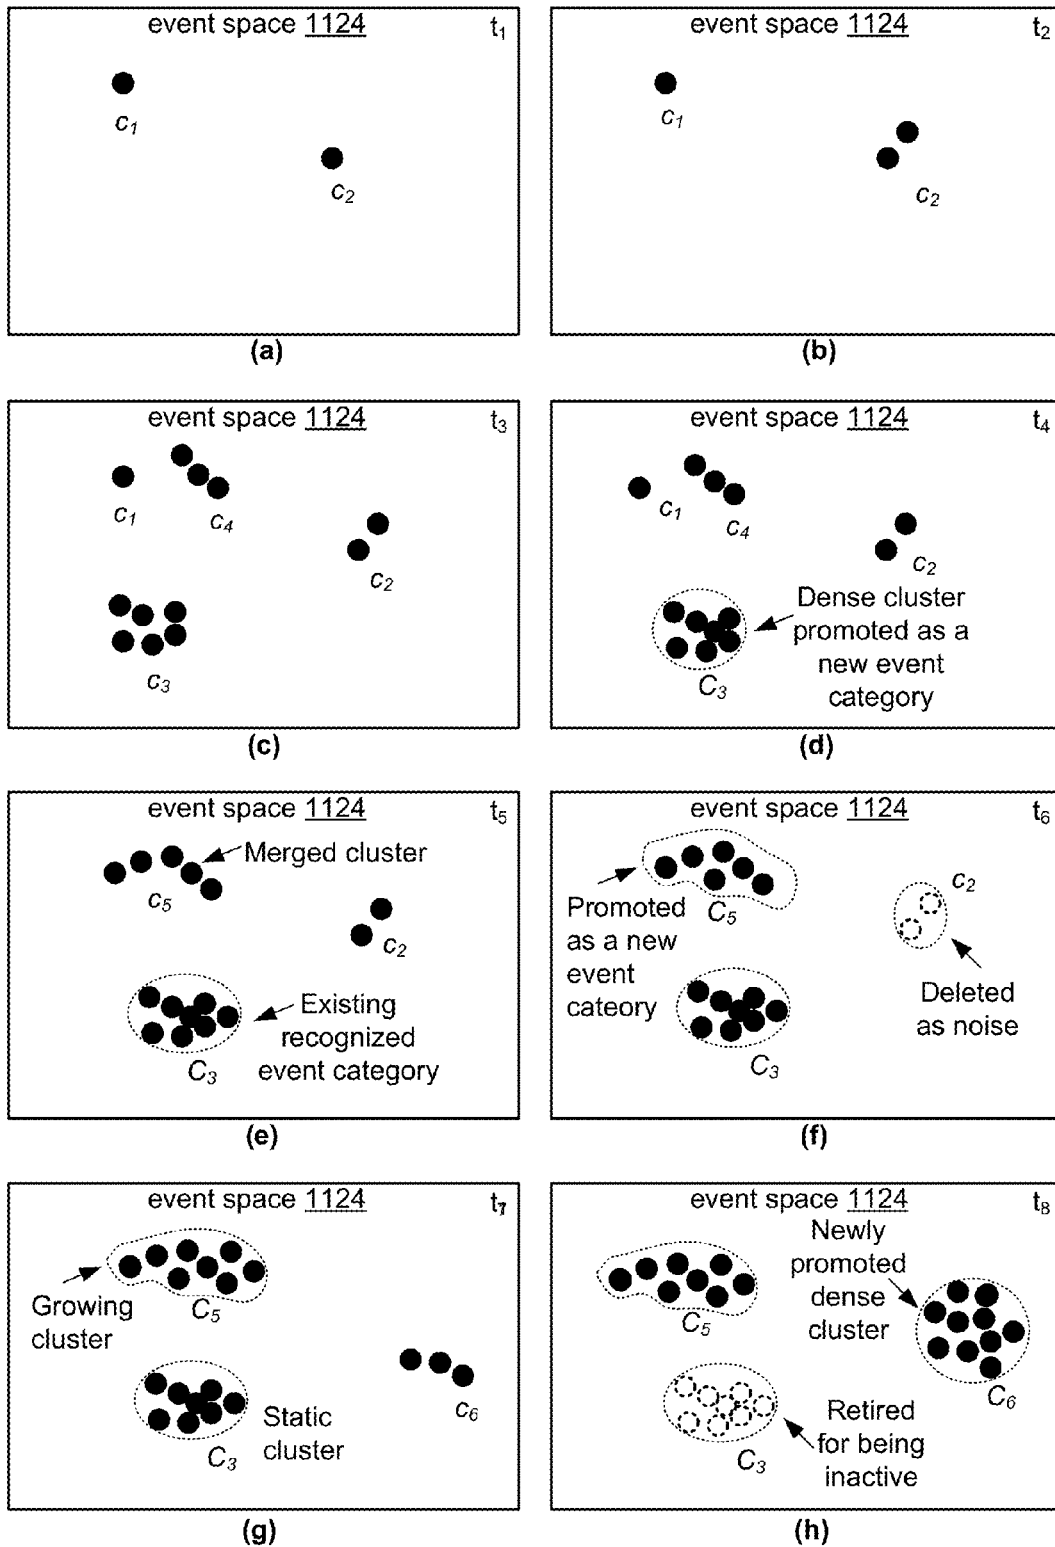 event space 1124 t1
c1
c2
(a)
event space 1124 t2
c1
c2
(b)
event space 1124 t3
c1
c4
c2
c3
(c)
event space 1124 t4
c1
c4
c2
Dense cluster
promoted as a
new event
category
C3
(d)
event space 1124 t5
Merged cluster
c5
c2
Existing
recognized
event category
C3
(e)
event space 1124 t6
c2
Promoted
as a new
event
cateory
C5
Deleted
as noise
C3
(f)
event space 1124 t7
Growing
cluster
C5
c6
Static
cluster
C3
(g)
event space 1124 t8
Newly
promoted
dense
cluster
C5
C6
Retired
for being
inactive
C3
(h)